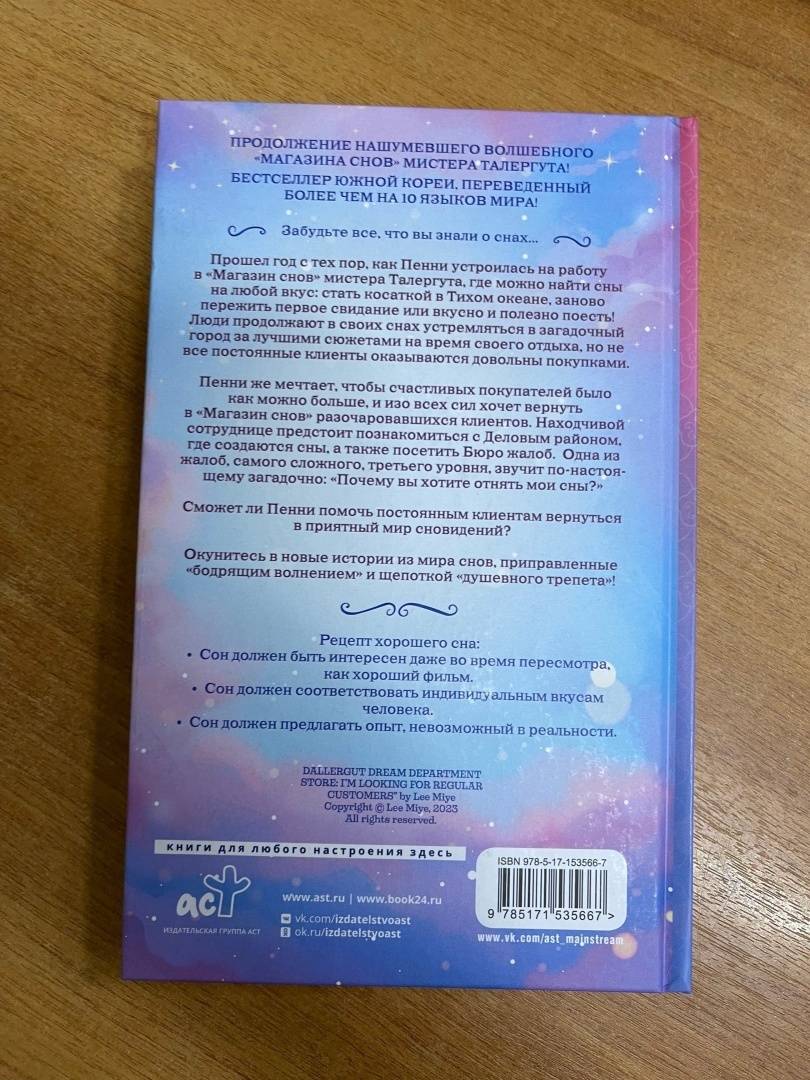 ПРОДОЛЖЕНИЕ НАШУМЕВШЕГО ВОЛШЕБНОГО
«МАГАЗИНА СНОВ» МИСТЕРА ТАЛЕРГУТА!
БЕСТСЕЛЛЕР ЮЖНОЙ КОРЕИ, ПЕРЕВЕДЕННЫЙ
БОЛЕЕ ЧЕМ НА 10 ЯЗЫКОВ МИРА!
Забудьте все, что вы знали о снах...
Прошел год с тех пор, как Пенни устроилась на работу
в «Магазин снов» мистера Талергута, где можно найти сны
на любой вкус: стать косаткой в Тихом океане, заново
пережить первое свидание или вкусно и полезно поесть!
Люди продолжают в своих снах устремляться в загадочный
город за лучшими сюжетами на время своего отдыха, но не
все постоянные клиенты оказываются довольны покупками.
Пенни же мечтает, чтобы счастливых покупателей было
как можно больше, и изо всех сил хочет вернуть
в «Магазин снов» разочаровавшихся клиентов. Находчивой
сотруднице предстоит познакомиться с Деловым районом,
где создаются сны, а также посетить Бюро жалоб. Одна из
жалоб, самого сложного, третьего уровня, звучит по-настоя-
щему загадочно: «Почему вы хотите отнять мои сны?»
Сможет ли Пенни помочь постоянным клиентам вернуться
в приятный мир сновидений?
Окунитесь в новые истории из мира снов, приправленные
«бодрящим волнением» и щепоткой «душевного трепета»!
Рецепт хорошего сна:
• Сон должен быть интересен даже во время пересмотра,
как хороший фильм.
• Сон должен соответствовать индивидуальным вкусам
человека.
• Сон должен предлагать опыт, невозможный в реальности.
DALLERGUT DREAM DEPARTMENT
STORE: I'M LOOKING FOR REGULAR
CUSTOMERS" by Lee Miye
Copyright © Lee Miye, 2023
All rights reserved.
книги для любого настроения здесь
аст
ИЗДАТЕЛЬСКАЯ ГРУППА АСТ
www.ast.ru | www.book24.ru
vk.com/izdatelstvoast
ok.ru/izdatelstvoast
ISBN 978-5-17-153566-7
9 785171 535667 >
www.vk.com/ast_mainstream